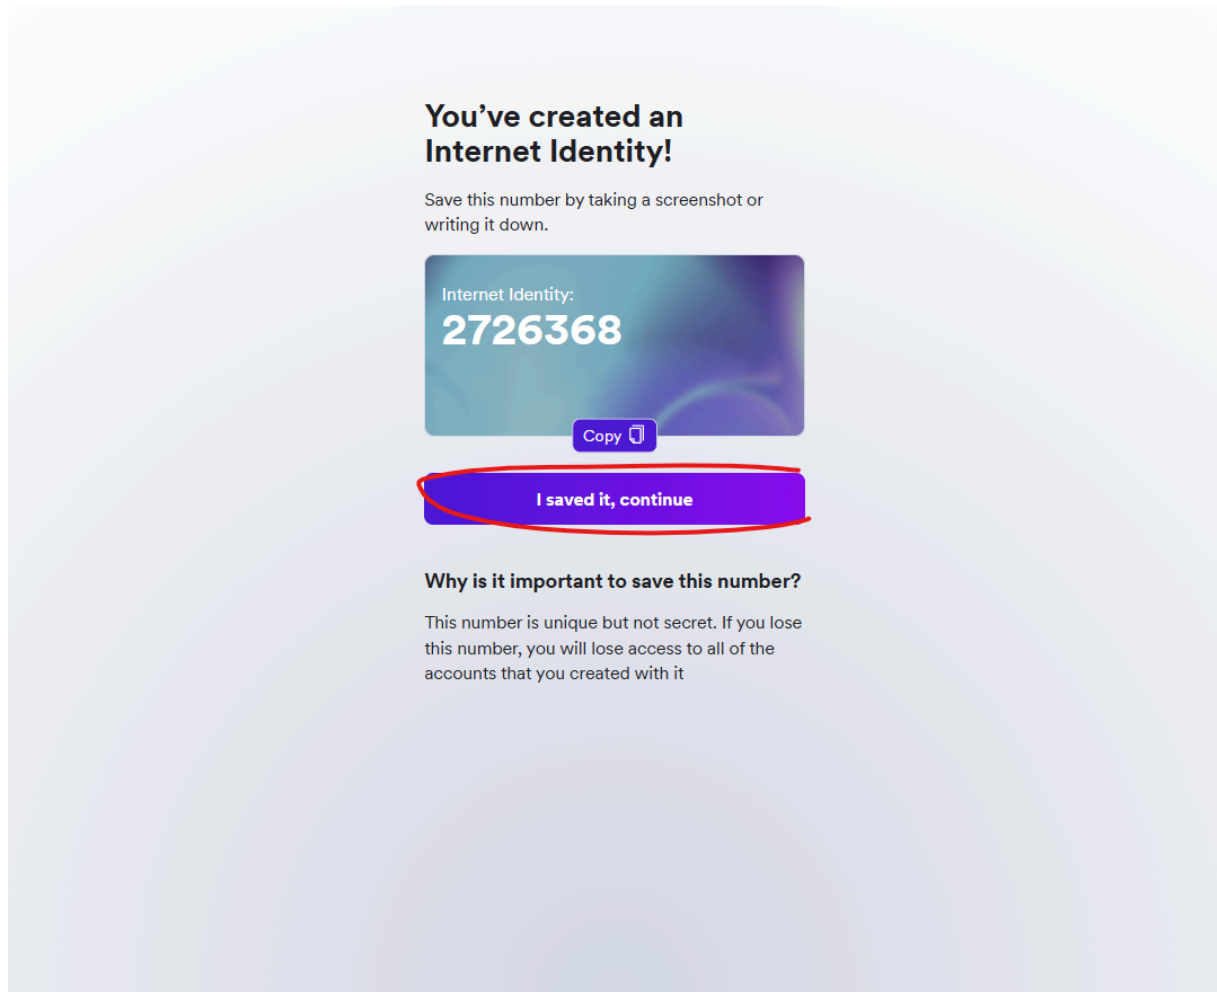 You’ve created an
Internet Identity!
Save this number by taking a screenshot or
writing it down.
Internet Identity:
2726368
Copy
I saved it, continue
Why is it important to save this number?
This number is unique but not secret. If you lose
this number, you will lose access to all of the
accounts that you created with it